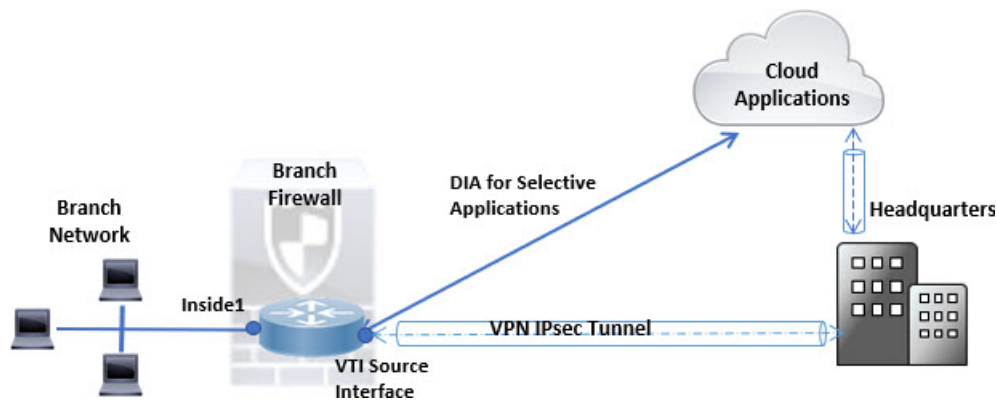 Cloud
Applications
Branch
Firewall
DIA for Selective
Applications
Branch
Network
Headquarters
Inside1
VPN IPsec Tunnel
VTI Source
Interface